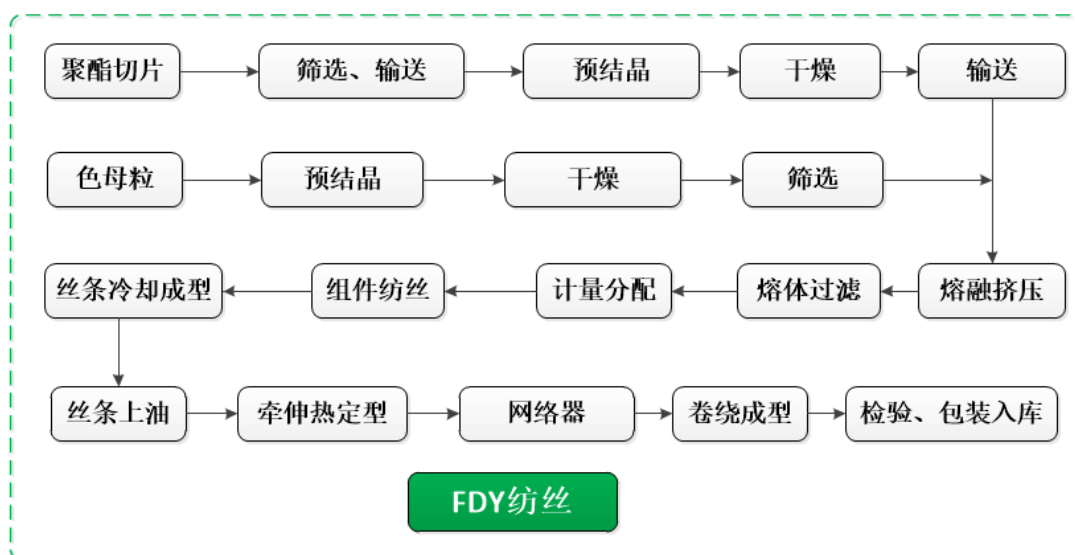 聚酯切片
筛选、输送
预结晶
干燥
输送
色母粒
预结晶
干燥
筛选
丝条冷却成型
组件纺丝
计量分配
熔体过滤
熔融挤压
丝条上油
牵伸热定型
网络器
卷绕成型
检验、包装入库
FDY纺丝